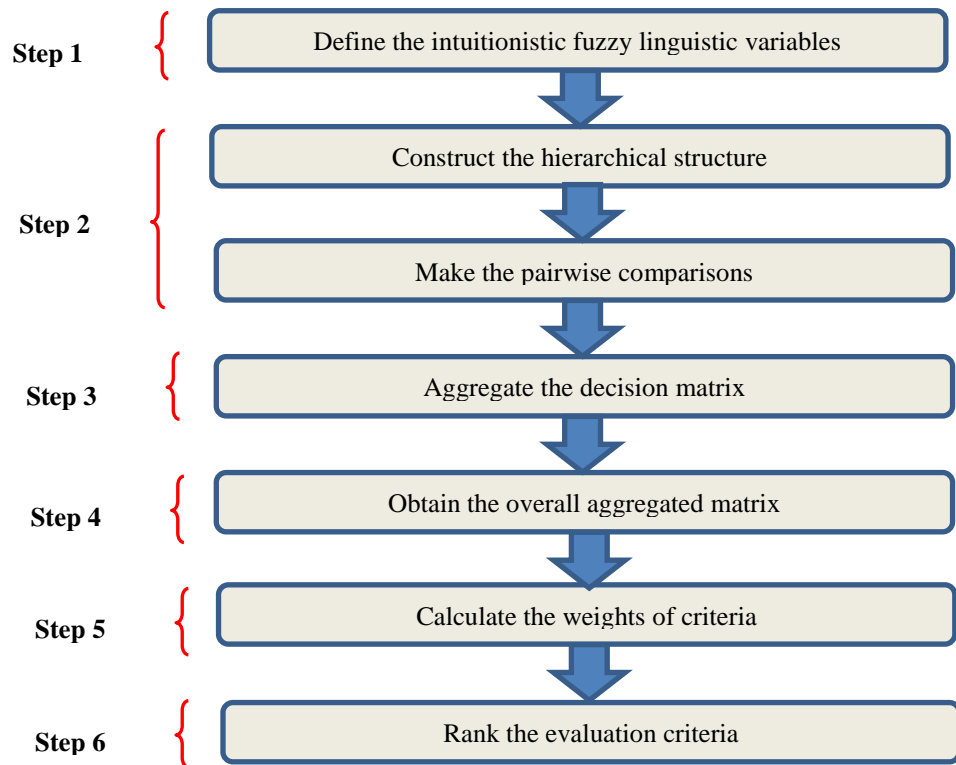 Step 1
Define the intuitionistic fuzzy linguistic variables
Step 2
Construct the hierarchical structure
Make the pairwise comparisons
Step 3
Aggregate the decision matrix
Step 4
Obtain the overall aggregated matrix
Step 5
Calculate the weights of criteria
Step 6
Rank the evaluation criteria